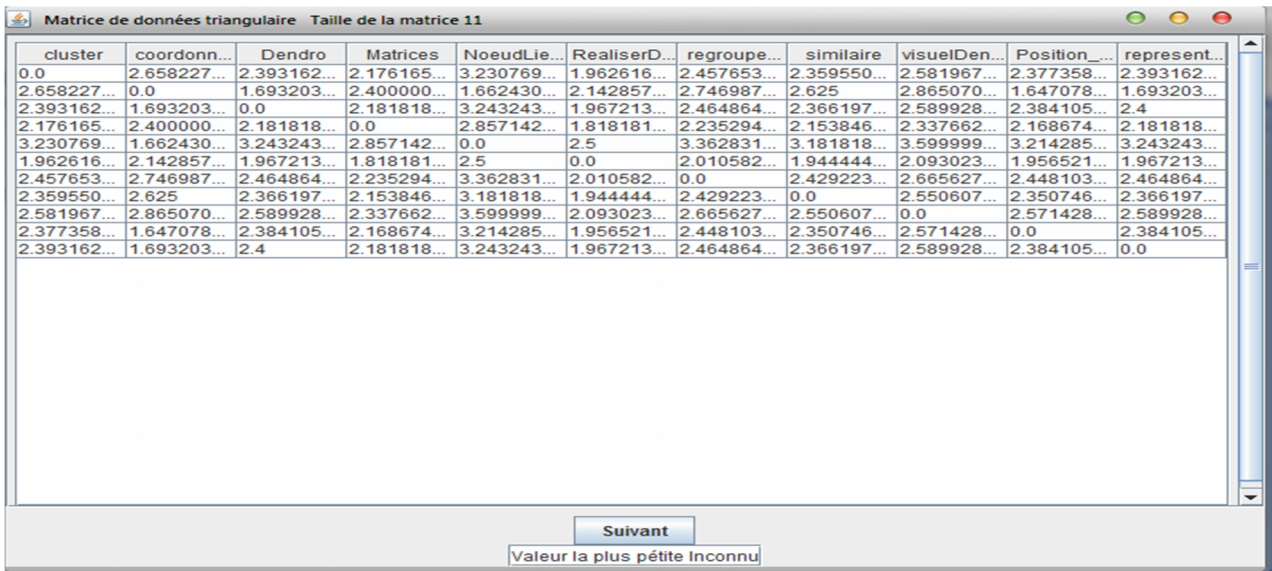 Matrice de données triangulaire Taille de la matrice 11
cluster coordonn... Dendro Matrices NoeudLie... RealiserD... regroupe... similaire visuelDen... Position_... represent...
0.0 2.658227... 2.393162... 2.176165... 3.230769... 1.962616... 2.457653... 2.359550... 2.581967... 2.377358... 2.393162...
2.658227... 0.0 1.693203... 2.400000... 1.662430... 2.142857... 2.746987... 2.625 2.865070... 1.647078... 1.693203...
2.393162... 1.693203... 0.0 2.181818... 3.243243... 1.967213... 2.464864... 2.366197... 2.589928... 2.384105... 2.4
2.176165... 2.400000... 2.181818... 0.0 2.857142... 1.818181... 2.235294... 2.153846... 2.337662... 2.168674... 2.181818...
3.230769... 1.662430... 3.243243... 2.857142... 0.0 2.5 3.362831... 3.181818... 3.599999... 3.214285... 3.243243...
1.962616... 2.142857... 1.967213... 1.818181... 2.5 0.0 2.010582... 1.944444... 2.093023... 1.956521... 1.967213...
2.457653... 2.746987... 2.464864... 2.235294... 3.362831... 2.010582... 0.0 2.429223... 2.665627... 2.448103... 2.464864...
2.359550... 2.625 2.366197... 2.153846... 3.181818... 1.944444... 2.429223... 0.0 2.550607... 2.350746... 2.366197...
2.581967... 2.865070... 2.589928... 2.337662... 3.599999... 2.093023... 2.665627... 2.550607... 0.0 2.571428... 2.589928...
2.377358... 1.647078... 2.384105... 2.168674... 3.214285... 1.956521... 2.448103... 2.350746... 2.571428... 0.0 2.384105...
2.393162... 1.693203... 2.4 2.181818... 3.243243... 1.967213... 2.464864... 2.366197... 2.589928... 2.384105... 0.0
Suivant
Valeur la plus pétite Inconnu